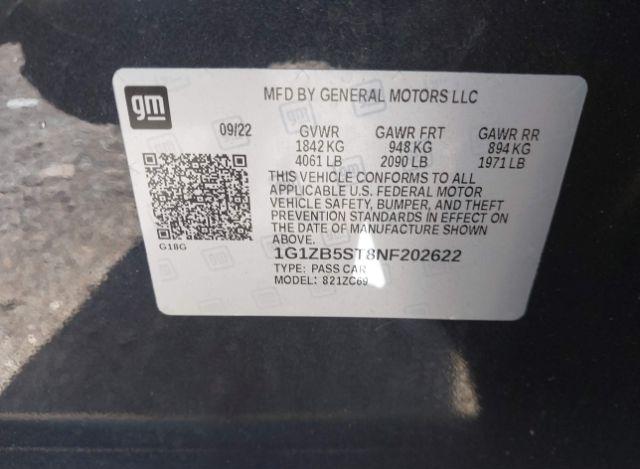 gm
MFD BY GENERAL MOTORS LLC
09/22 GVWR GAWR FRT GAWR RR
1842 KG 948 KG 894 KG
4061 LB 2090 LB 1971 LB
THIS VEHICLE CONFORMS TO ALL
APPLICABLE U.S. FEDERAL MOTOR
VEHICLE SAFETY, BUMPER, AND THEFT
PREVENTION STANDARDS IN EFFECT ON
THE DATE OF MANUFACTURE SHOWN
ABOVE.
G18G
1G1ZB5ST8NF202622
TYPE: PASS CAR
MODEL: 821ZC69